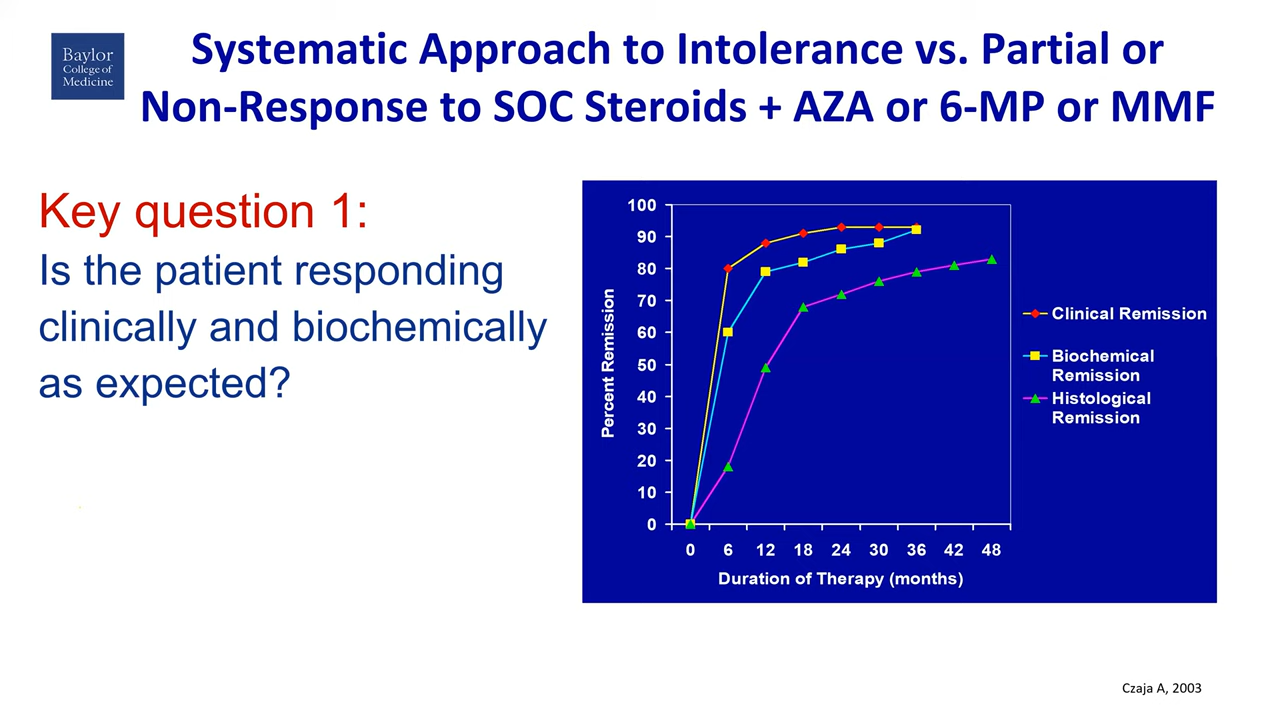 Baylor
College of
Medicine
Systematic Approach to Intolerance vs. Partial or
Non-Response to SOC Steroids + AZA or 6-MP or MMF
Key question 1:
Is the patient responding
clinically and biochemically
as expected?
100
90
80
70
60
50
40
30
20
10
0
Percent Remission
0 6 12 18 24 30 36 42 48
Duration of Therapy (months)
Clinical Remission
Biochemical
Remission
Histological
Remission
Czaja A, 2003